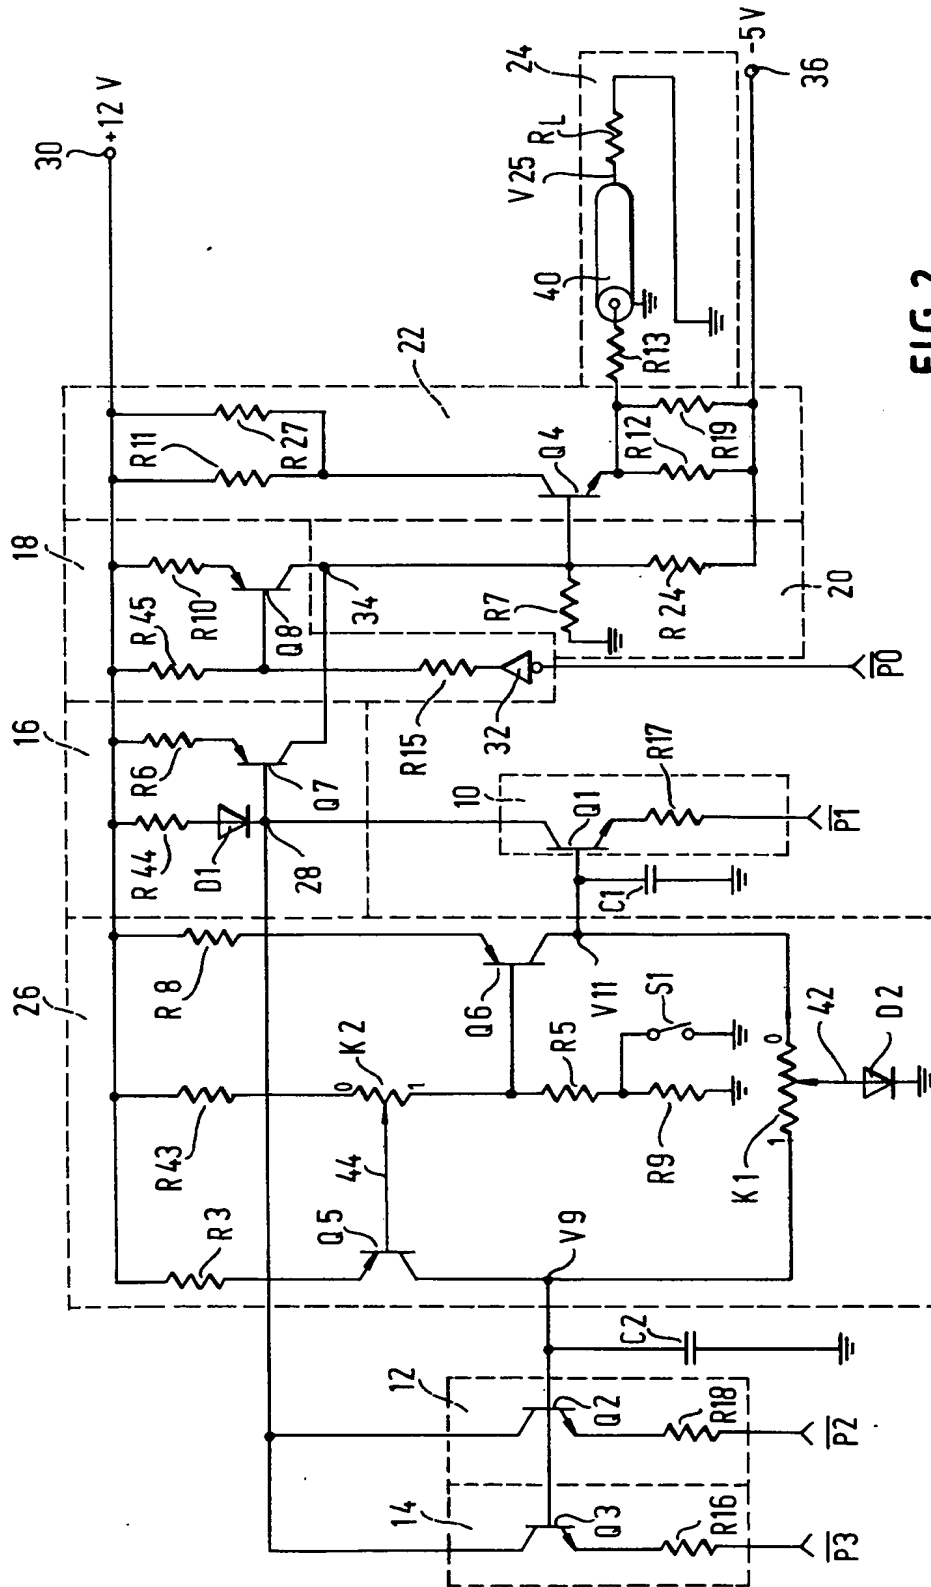 30
+12 V
26
16
18
22
R3
R43
R8
R44
R6
R45
R10
R11
R27
D1
Q7
Q8
34
28
24
V25
RL
40
R13
-5 V
36
44
K2
0
1
Q5
Q6
R15
32
R7
Q4
R12
R19
R24
20
P0
10
Q1
R17
C1
P1
V9
V11
R5
S1
R9
K1
1
0
42
D2
C2
12
14
Q2
Q3
R18
R16
P2
P3
FIG. 2